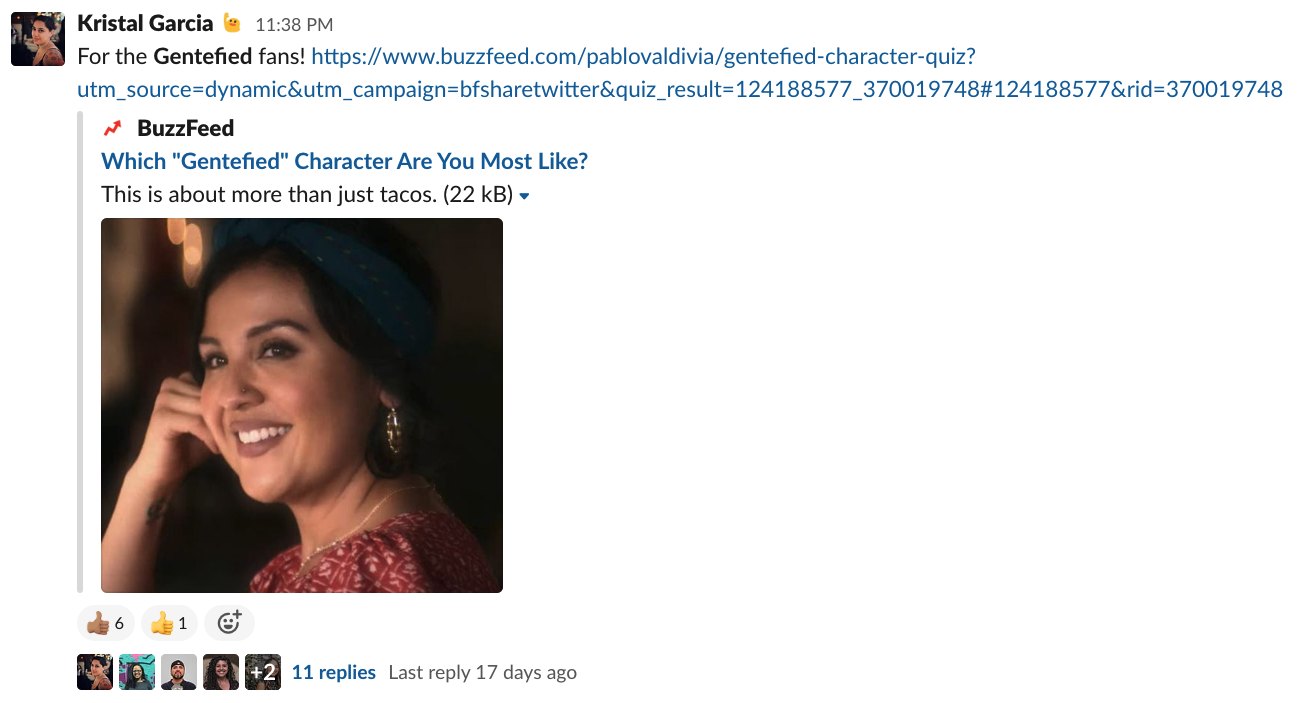 Kristal Garcia 11:38 PM
For the Gentefied fans! https://www.buzzfeed.com/pablovaldivia/gentefied-character-quiz?
utm_source=dynamic&utm_campaign=bfsharetwitter&quiz_result=124188577_370019748#124188577&rid=370019748
BuzzFeed
Which "Gentefied" Character Are You Most Like?
This is about more than just tacos. (22 kB)
6 1
+2 11 replies Last reply 17 days ago